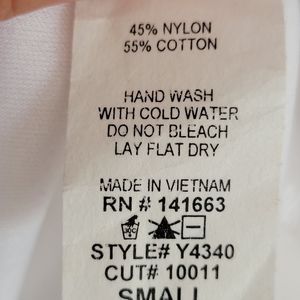 45% NYLON
55% COTTON
HAND WASH
WITH COLD WATER
DO NOT BLEACH
LAY FLAT DRY
MADE IN VIETNAM
RN # 141663
STYLE# Y4340
CUT# 10011
SMALL